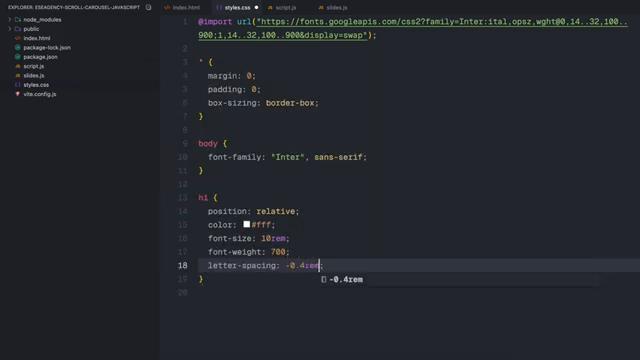 EXPLORER: ESEAGENCY-SCROLL-CAROUSEL-JAVASCRIPT
index.html
styles.css
script.js
slides.js
node_modules
public
index.html
package-lock.json
package.json
script.js
slides.js
styles.css
vite.config.js
1 @import url("https://fonts.googleapis.com/css2?family=Inter:ital,opsz,wght@0,14..32,100..
900;1,14..32,100..900&display=swap");
2
3 * {
4 margin: 0;
5 padding: 0;
6 box-sizing: border-box;
7 }
8
9 body {
10 font-family: "Inter", sans-serif;
11 }
12
13 h1 {
14 position: relative;
15 color: #fff;
16 font-size: 10rem;
17 font-weight: 700;
18 letter-spacing: -0.4rem;
19 }
-0.4rem
20